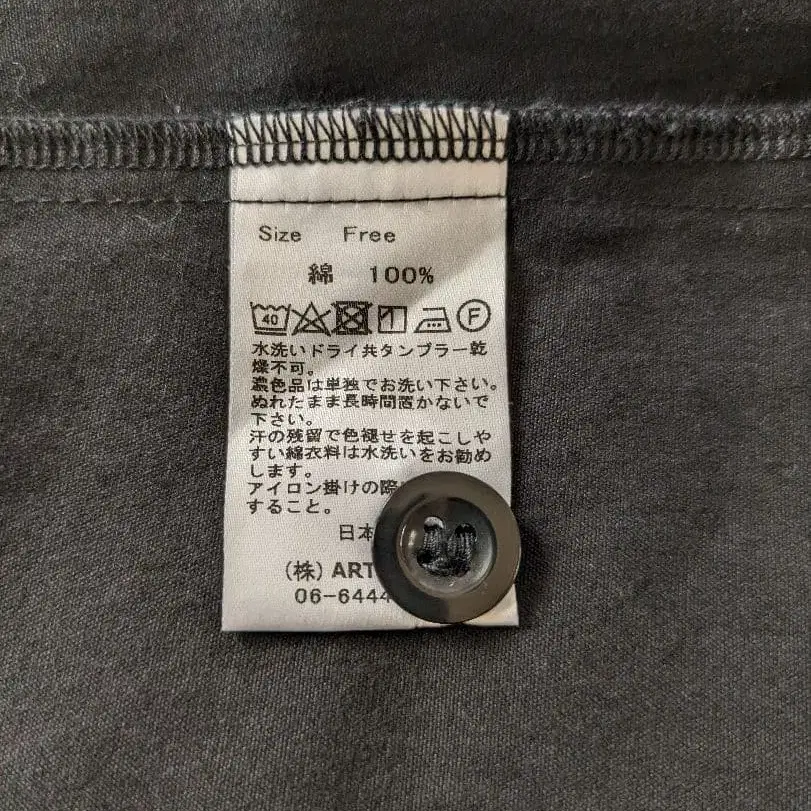 Size Free
綿 100%
40 F
水洗いドライ共タンブラー乾
燥不可。
濃色品は単独でお洗い下さい。
ぬれたまま長時間置かないで
下さい。
汗の残留で色褪せを起こしや
すい綿衣料は水洗いをお勧め
します。
アイロン掛けの際
すること。
日本
(株) ART
06-6444